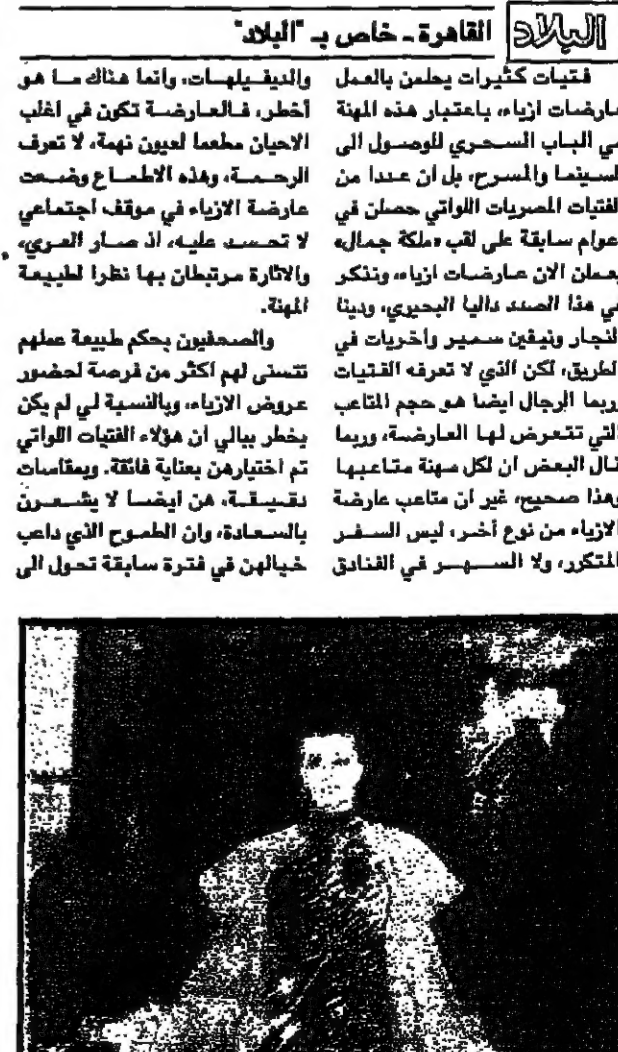 البلاد
القاهرة ـ خاص بـ "البلاد"
فتيات كثيرات يحلمن بالعمل
عارضات ازياء، باعتبار هذه المهنة
هي الباب السحري للوصول الى
السينما والمسرح، بل ان عددا من
الفتيات المصريات اللواتي حصلن في
اعوام سابقة على لقب «ملكة جمال»
يعملن الان عارضات ازياء، ونذكر
في هذا الصدد داليا البحيري، ودينا
النجار ونيفين سمير وأخريات في
الطريق، لكن الذي لا تعرفه الفتيات
وربما الرجال ايضا هو حجم المتاعب
التي تتعرض لها العارضة، وربما
قال البعض ان لكل مهنة متاعبها
وهذا صحيح، غير ان متاعب عارضة
الازياء من نوع أخر، ليس السفر
المتكرر، ولا السهر في الفنادق
والديفيليهات، وانما هناك ما هو
أخطر، فالعارضة تكون في اغلب
الاحيان مطمعا لعيون نهمة، لا تعرف
الرحمة، وهذه الاطماع وضعت
عارضة الازياء في موقف اجتماعي
لا تحسد عليه، اذ صار العري،
والاثارة مرتبطان بها نظرا لطبيعة
المهنة.
والصحفيون بحكم طبيعة عملهم
تتسنى لهم اكثر من فرصة لحضور
عروض الازياء، وبالنسبة لي لم يكن
يخطر ببالي ان هؤلاء الفتيات اللواتي
تم اختيارهن بعناية فائقة. وبمقاسات
دقيقة، هن ايضا لا يشعرن
بالسعادة، وان الطموح الذي داعب
خيالهن في فترة سابقة تحول الى